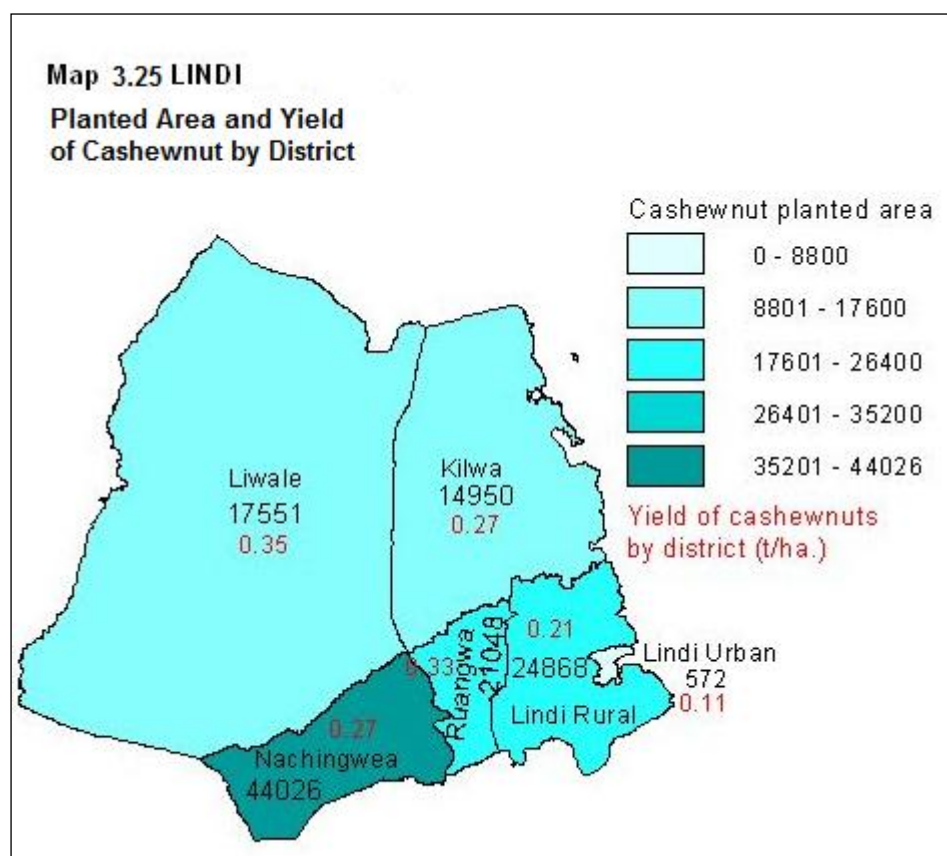 Map 3.25 LINDI
Planted Area and Yield
of Cashewnut by District
Cashewnut planted area
0 - 8800
8801 - 17600
17601 - 26400
26401 - 35200
35201 - 44026
Yield of cashewnuts
by district (t/ha.)
Liwale
17551
0.35
Kilwa
14950
0.27
Ruangwa
21048
0.33
0.21
24868
Lindi Rural
Lindi Urban
572
0.11
0.27
Nachingwea
44026